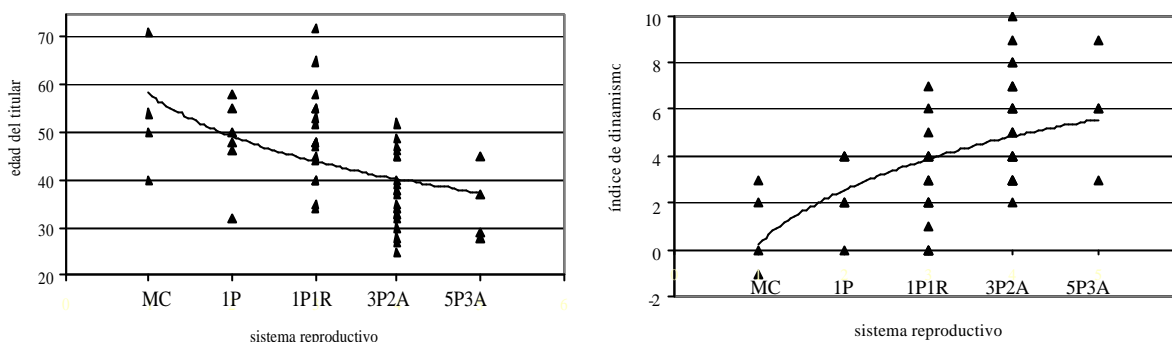 70
60
50
40
30
20
edad del titular
MC 1P 1P1R 3P2A 5P3A
sistema reproductivo
10
8
6
4
2
0
-2
índice de dinamismo
MC 1P 1P1R 3P2A 5P3A
sistema reproductivo